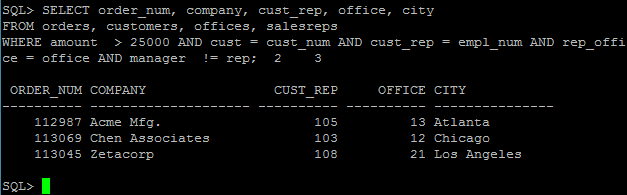 SQL> SELECT order_num, company, cust_rep, office, city
FROM orders, customers, offices, salesreps
WHERE amount  > 25000 AND cust = cust_num AND cust_rep = empl_num AND rep_offi
ce = office AND manager  != rep;  2    3

 ORDER_NUM COMPANY                CUST_REP     OFFICE CITY
---------- -------------------- ---------- ---------- ---------------
    112987 Acme Mfg.                   105         13 Atlanta
    113069 Chen Associates             103         12 Chicago
    113045 Zetacorp                    108         21 Los Angeles

SQL>